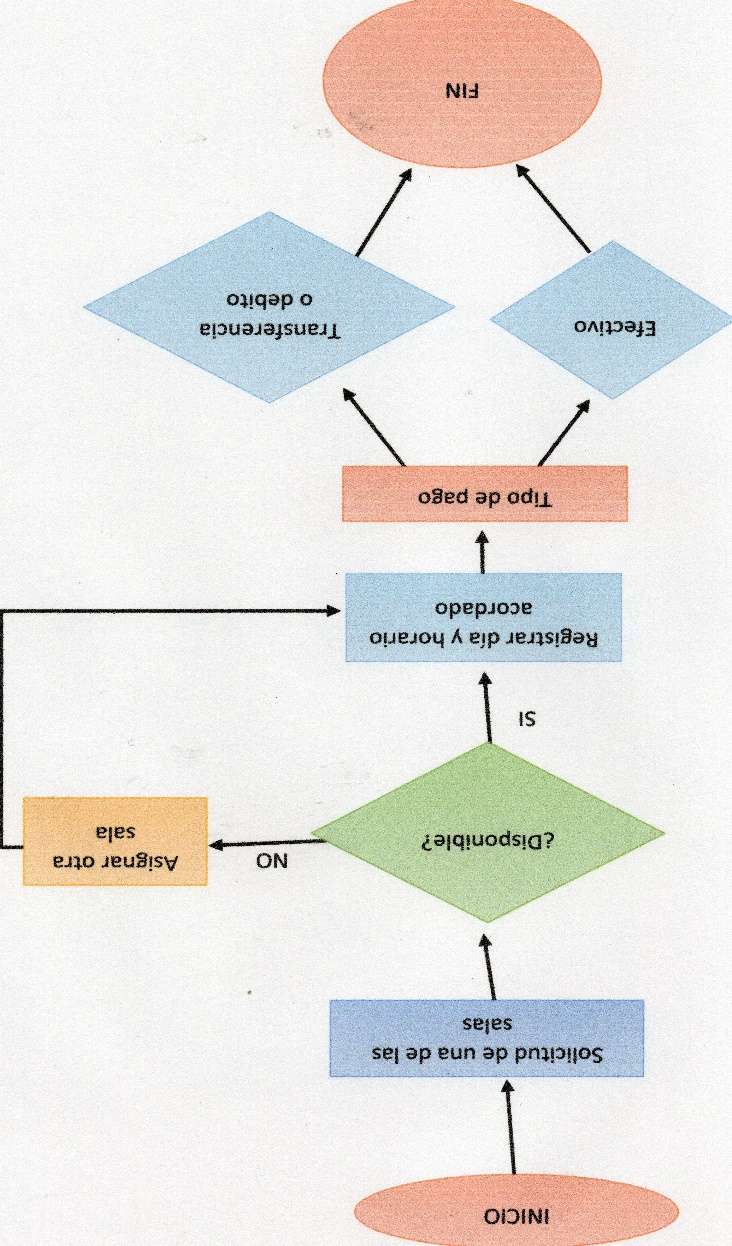 INICIO
Solicitud de una de las
salas
¿Disponible?
NO
Asignar otra
sala
SI
Registrar día y horario
acordado
Tipo de pago
Efectivo
Transferencia
o debito
FIN